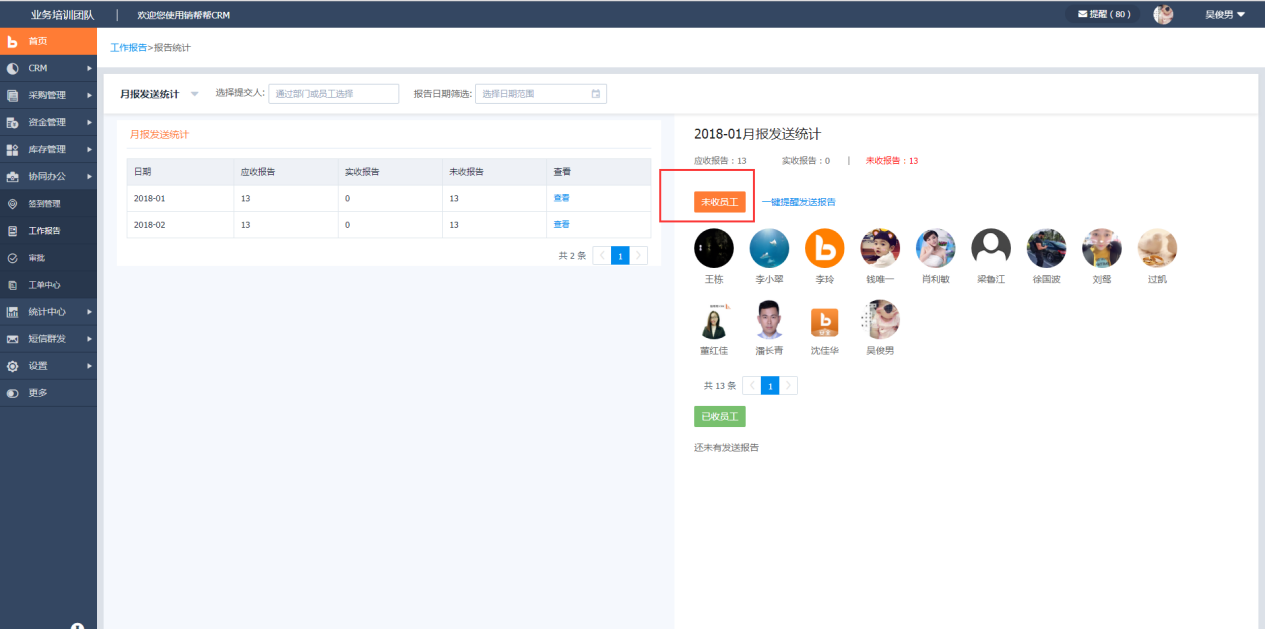 业务培训团队 | 欢迎您使用销帮帮CRM 提醒 ( 80 ) 吴俊男
首页
CRM
采购管理
资金管理
库存管理
协同办公
签到管理
工作报告
审批
工单中心
统计中心
短信群发
设置
更多
工作报告>报告统计
月报发送统计 选择提交人: 通过部门或员工选择 报告日期筛选: 选择日期范围
月报发送统计
日期 应收报告 实收报告 未收报告 查看
2018-01 13 0 13 查看
2018-02 13 0 13 查看
共 2 条 1
2018-01月报发送统计
应收报告：13 实收报告：0 | 未收报告：13
未收员工 一键提醒发送报告
王栋 李小翠 李玲 钱唯一 肖利敏 梁鲁江 徐国波 刘懿 过凯
董红佳 潘长青 沈佳华 吴俊男
共 13 条 1
已收员工
还未有发送报告